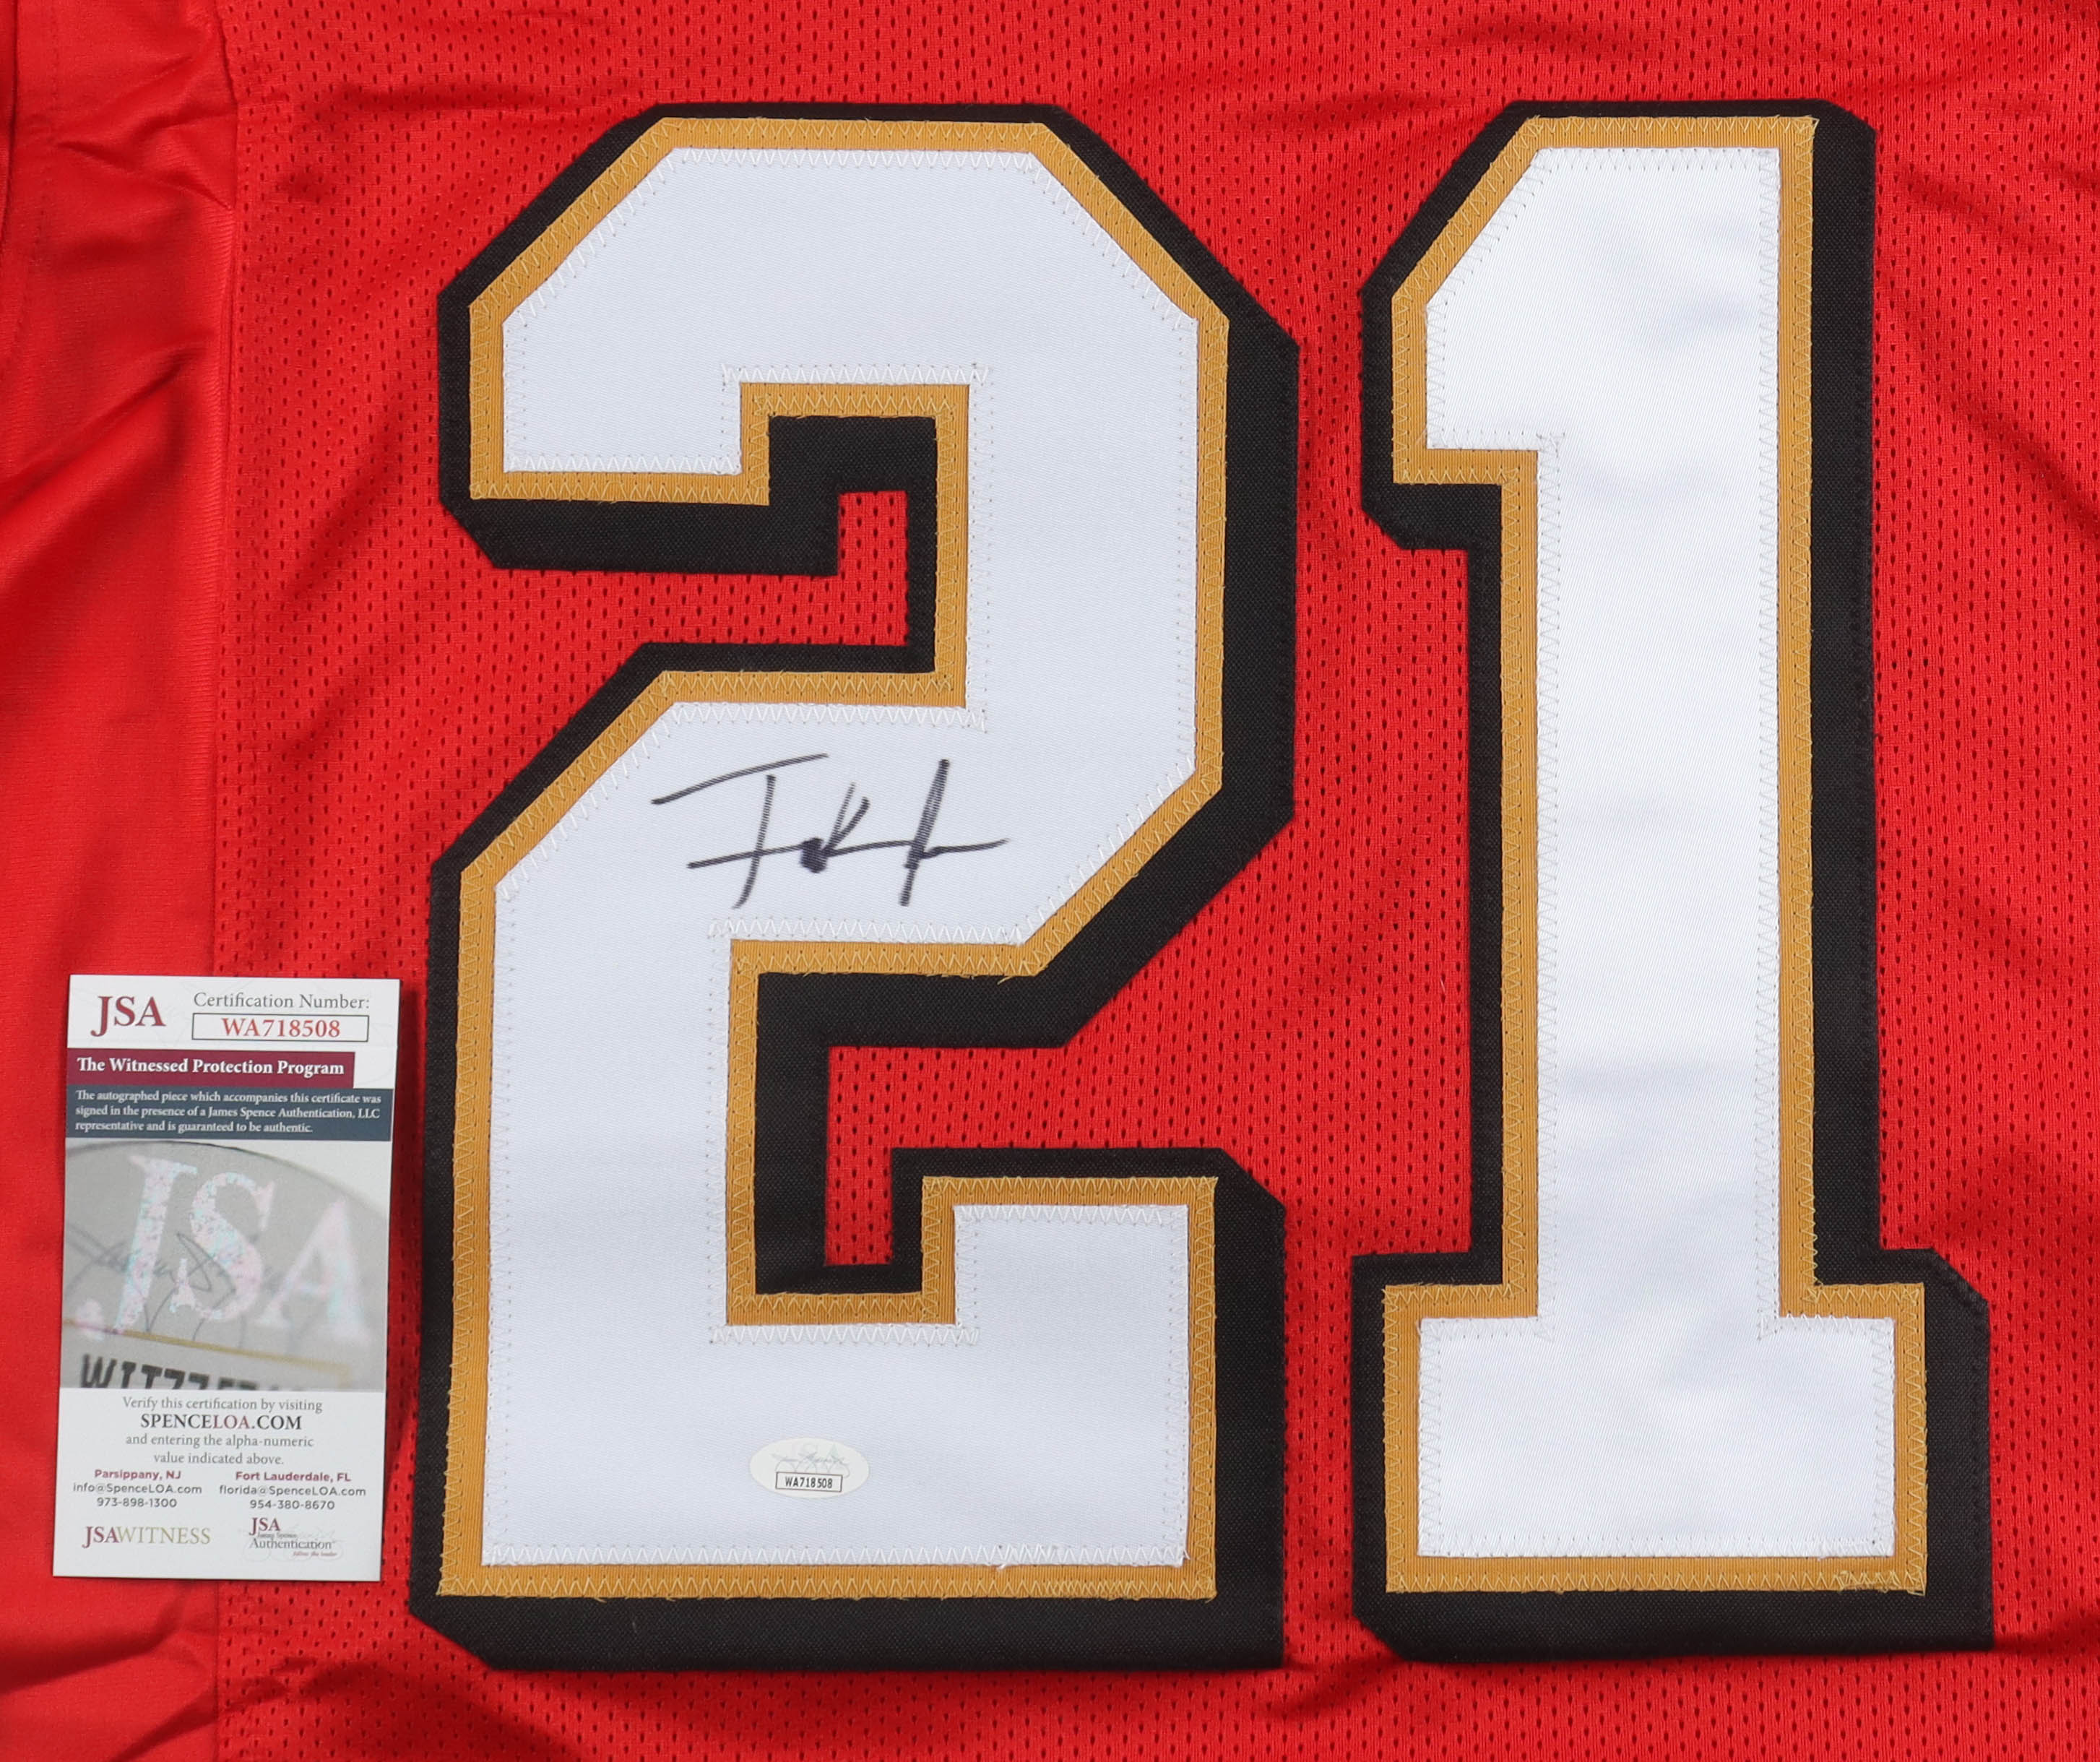 21
JSA
Certification Number:
WA718508
The Witnessed Protection Program
The autographed piece which accompanies this certificate was
signed in the presence of a James Spence Authentication, LLC
representative and is guaranteed to be authentic.
JSA
Verify this certification by visiting
SPENCELOA.COM
and entering the alpha-numeric
value indicated above.
Parsippany, NJ
info@SpenceLOA.com
973-898-1300
Fort Lauderdale, FL
florida@SpenceLOA.com
954-380-8670
JSAWITNESS
JSA
James Spence
Authentication
WA718508